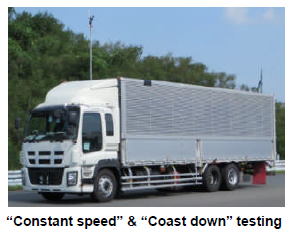 “Constant speed” & “Coast down” testing